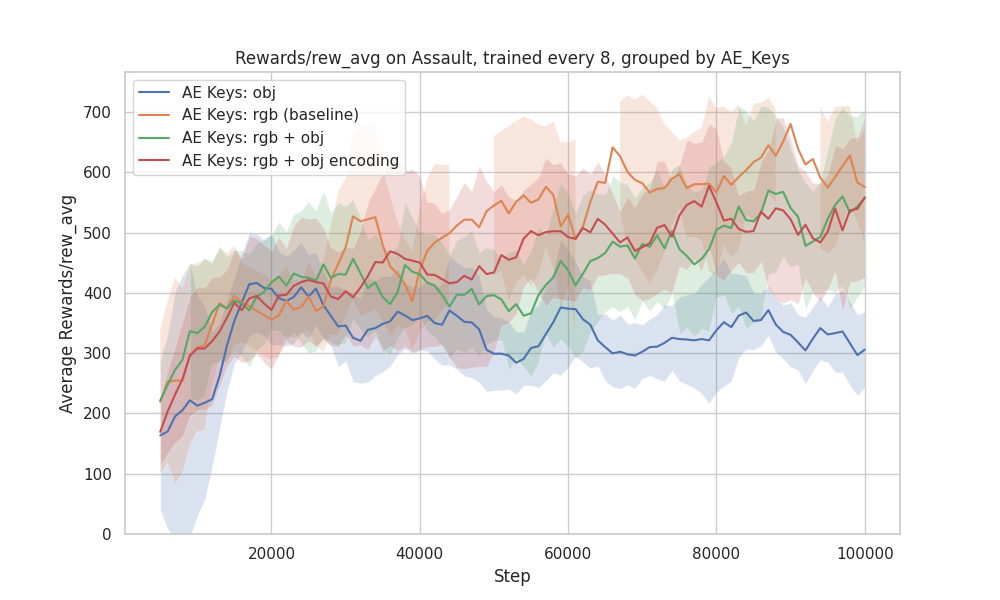 Rewards/rew_avg on Assault, trained every 8, grouped by AE_Keys
AE Keys: obj
AE Keys: rgb (baseline)
AE Keys: rgb + obj
AE Keys: rgb + obj encoding
Average Rewards/rew_avg
700
600
500
400
300
200
100
0
20000
40000
60000
80000
100000
Step